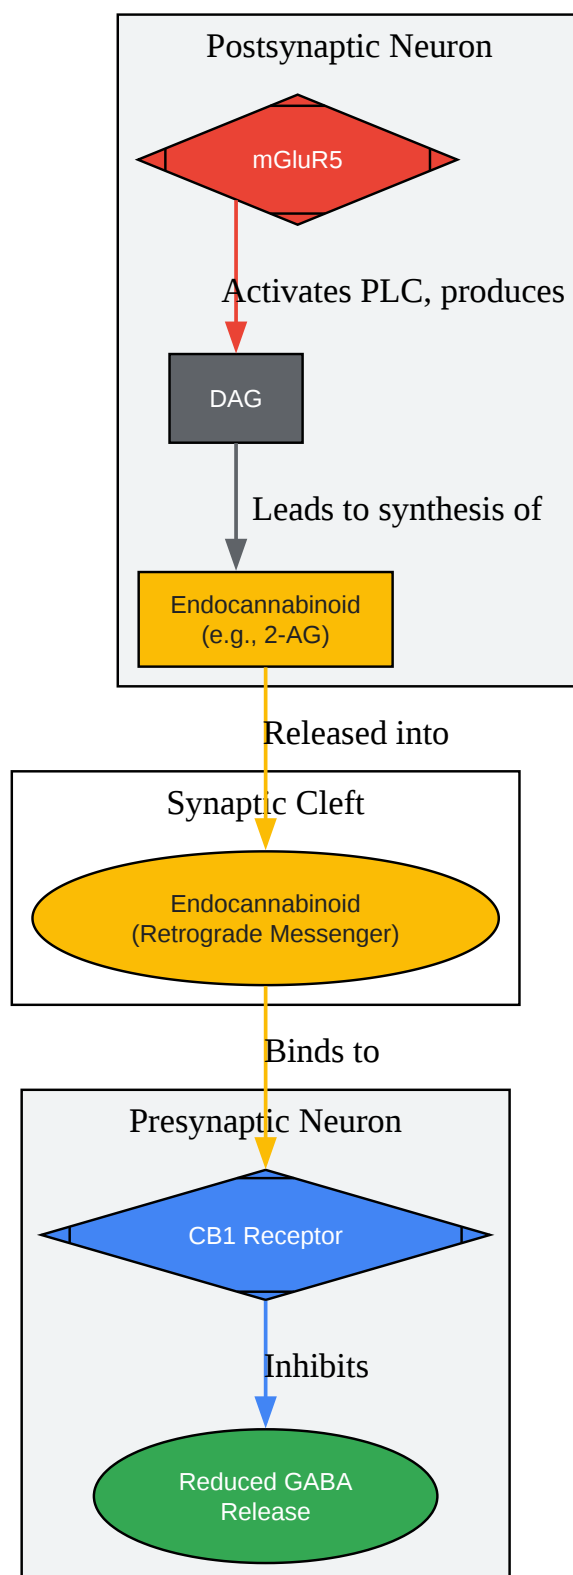 Postsynaptic Neuron
mGluR5
Activates PLC, produces
DAG
Leads to synthesis of
Endocannabinoid
(e.g., 2-AG)
Released into
Synaptic Cleft
Endocannabinoid
(Retrograde Messenger)
Binds to
Presynaptic Neuron
CB1 Receptor
Inhibits
Reduced GABA
Release